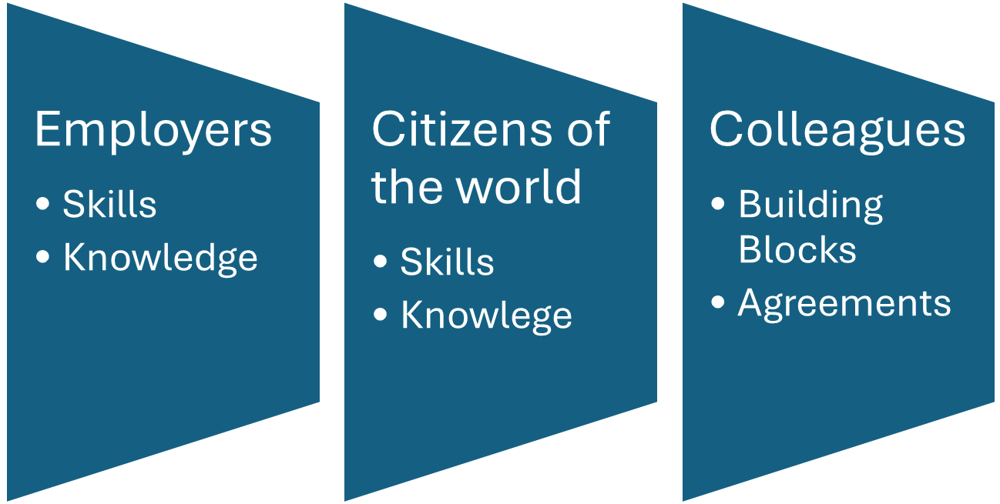 Employers
• Skills
• Knowledge
Citizens of
the world
• Skills
• Knowlege
Colleagues
• Building
Blocks
• Agreements